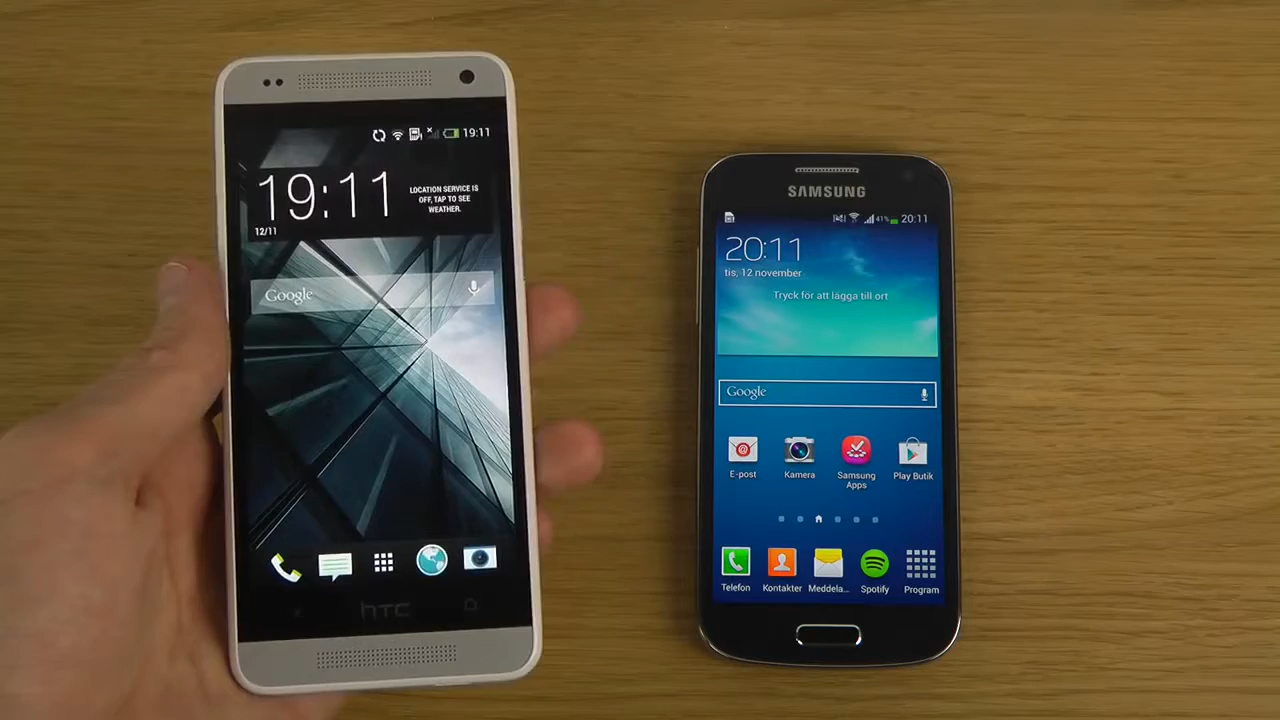 19:11
19:11
LOCATION SERVICE IS
OFF, TAP TO SEE
WEATHER.
12/11
Google
hTC
SAMSUNG
41% 20:11
20:11
tis, 12 november
Tryck för att lägga till ort
Google
E-post
Kamera
Samsung
Apps
Play Butik
Telefon
Kontakter
Meddela...
Spotify
Program